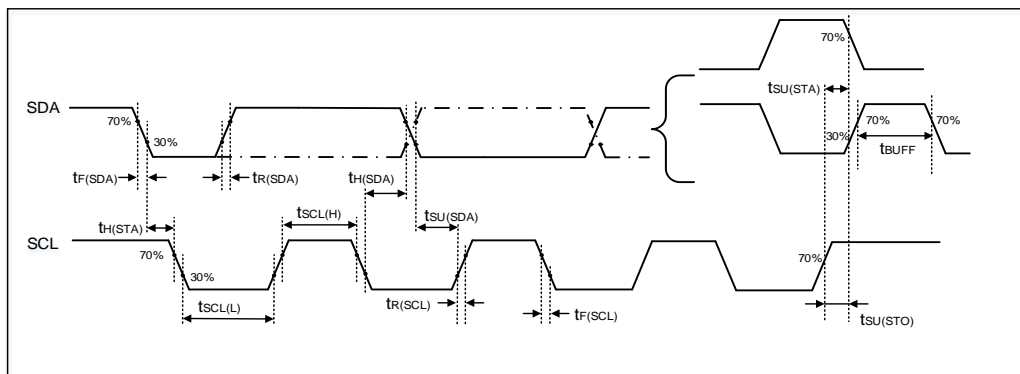 70%
tSU(STA)
SDA
70%
30%
30%
70%
70%
tBUFF
tF(SDA)
tR(SDA)
tH(SDA)
tH(STA)
tSCL(H)
tSU(SDA)
SCL
70%
30%
70%
tSCL(L)
tR(SCL)
tF(SCL)
tSU(STO)